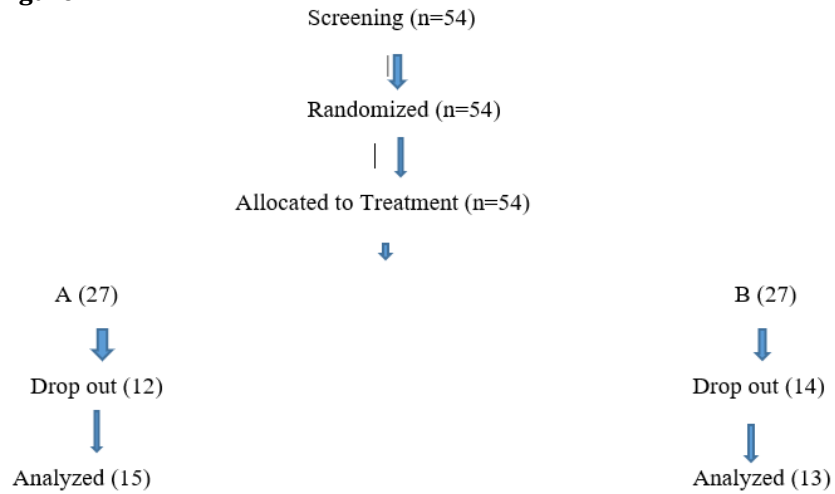 Screening (n=54)
Randomized (n=54)
Allocated to Treatment (n=54)
A (27)
B (27)
Drop out (12)
Drop out (14)
Analyzed (15)
Analyzed (13)